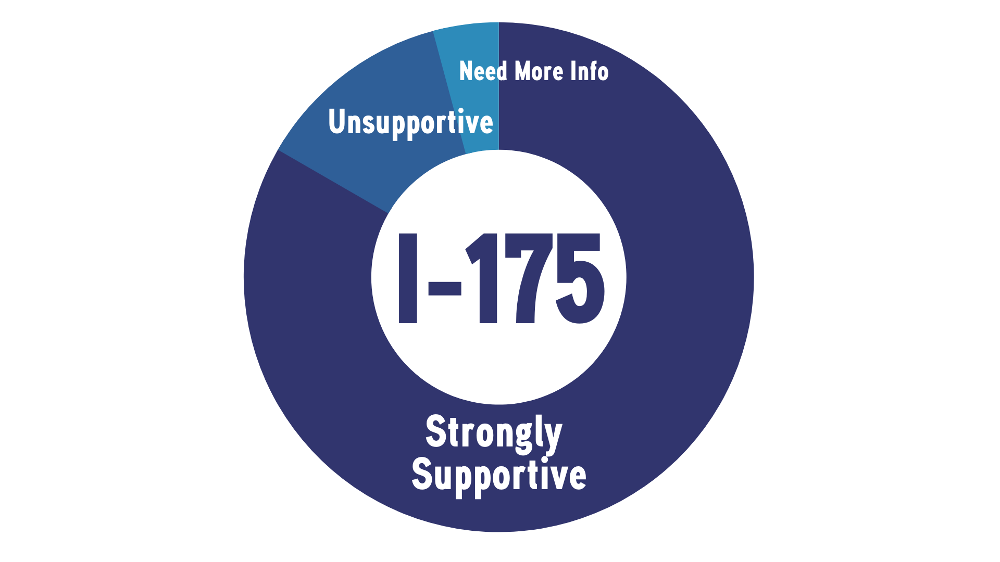 Need More Info
Unsupportive
I-175
Strongly
Supportive